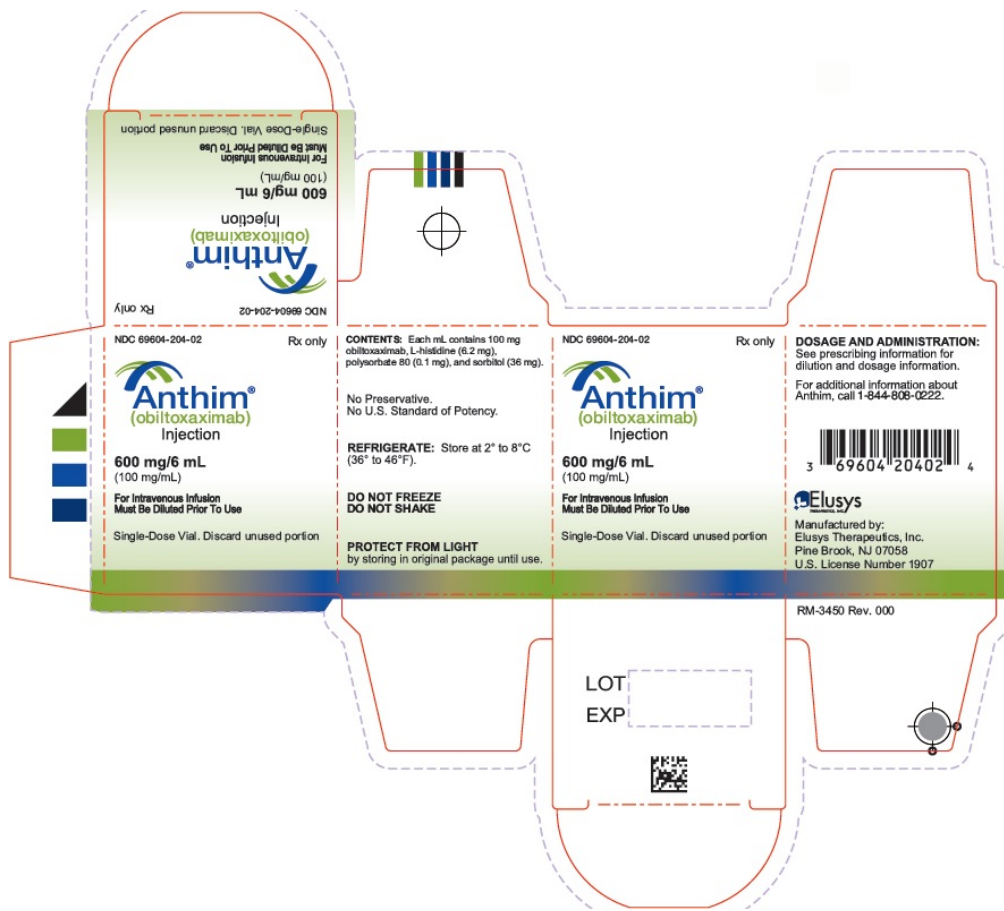 Single-Dose Vial. Discard unused portion
Must Be Diluted Prior To Use
For Intravenous Infusion
(100 mg/mL)
600 mg/6 mL
Injection
(obiltoxaximab)
Anthim®
NDC 69604-204-02
Rx only
NDC 69604-204-02
Rx only
Anthim®
(obiltoxaximab)
Injection
600 mg/6 mL
(100 mg/mL)
For Intravenous Infusion
Must Be Diluted Prior To Use
Single-Dose Vial. Discard unused portion
CONTENTS: Each mL contains 100 mg
obiltoxaximab, L-histidine (6.2 mg),
polysorbate 80 (0.1 mg), and sorbitol (36 mg).
No Preservative.
No U.S. Standard of Potency.
REFRIGERATE: Store at 2° to 8°C
(36° to 46°F).
DO NOT FREEZE
DO NOT SHAKE
PROTECT FROM LIGHT
by storing in original package until use.
NDC 69604-204-02
Rx only
Anthim®
(obiltoxaximab)
Injection
600 mg/6 mL
(100 mg/mL)
For Intravenous Infusion
Must Be Diluted Prior To Use
Single-Dose Vial. Discard unused portion
DOSAGE AND ADMINISTRATION:
See prescribing information for
dilution and dosage information.
For additional information about
Anthim, call 1-844-808-0222.
3 69604 20402 4
Elusys
THERAPEUTICS, INC.
Manufactured by:
Elusys Therapeutics, Inc.
Pine Brook, NJ 07058
U.S. License Number 1907
RM-3450 Rev. 000
LOT
EXP